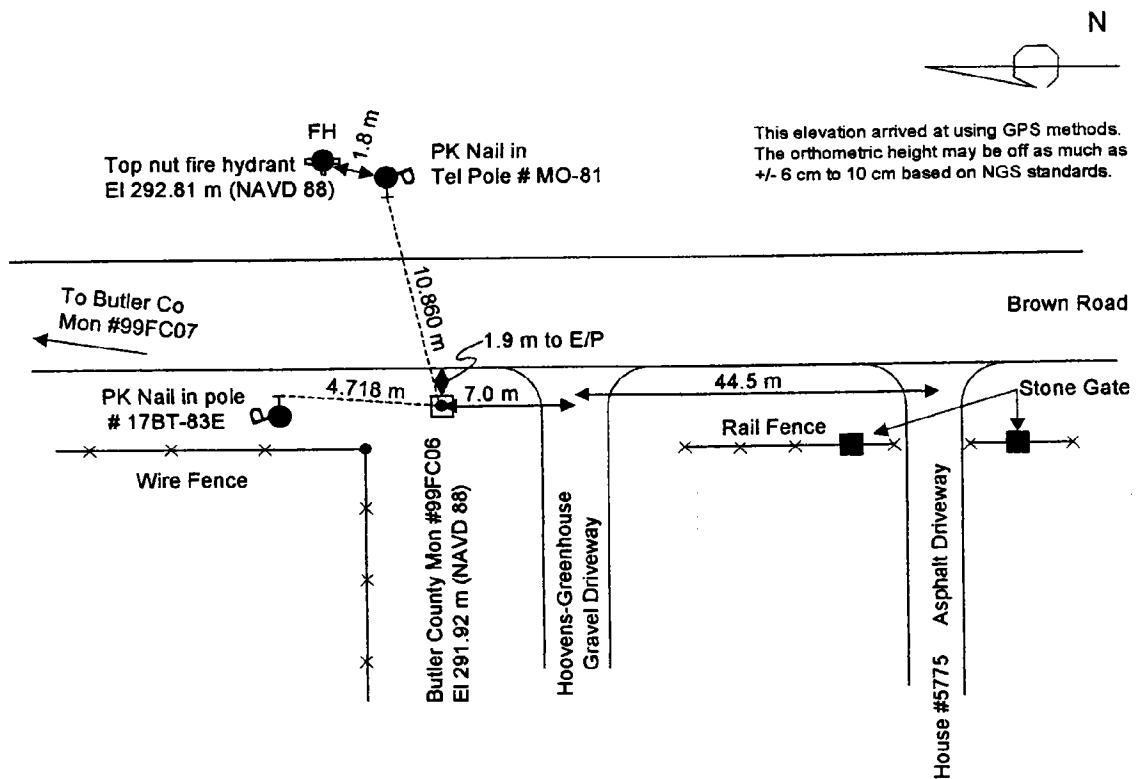 N
This elevation arrived at using GPS methods.
The orthometric height may be off as much as
+/- 6 cm to 10 cm based on NGS standards.
FH
1.8 m
Top nut fire hydrant
El 292.81 m (NAVD 88)
PK Nail in
Tel Pole # MO-81
10.860 m
To Butler Co
Mon #99FC07
Brown Road
1.9 m to E/P
4.718 m
7.0 m
44.5 m
PK Nail in pole
# 17BT-83E
Stone Gate
Rail Fence
Wire Fence
Butler County Mon #99FC06
El 291.92 m (NAVD 88)
Hoovens-Greenhouse
Gravel Driveway
House #5775 Asphalt Driveway